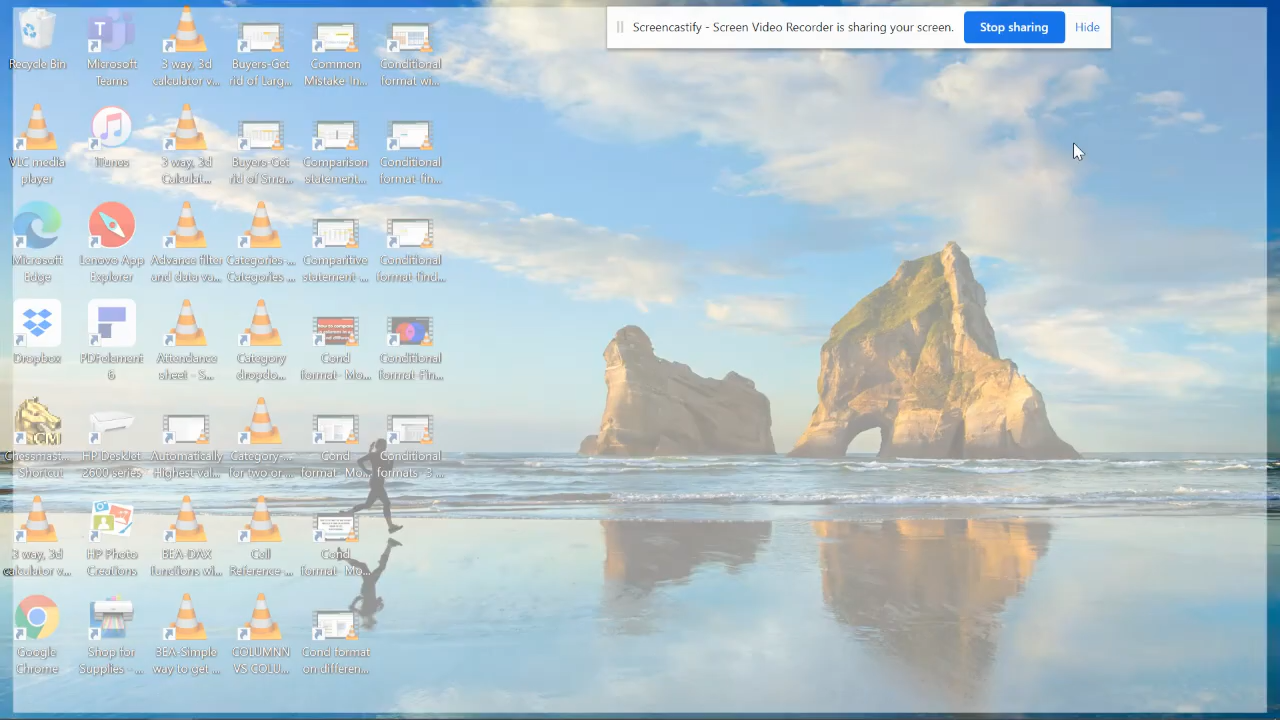 Screencastify - Screen Video Recorder is sharing your screen.
Stop sharing
Hide
Recycle Bin
Microsoft
Teams
3 way, 3d
calculator v...
Buyers-Get
rid of Larg...
Common
Mistake-In...
Conditional
format wi...
VLC media
player
iTunes
3 way, 3d
Calculat...
Buyers-Get
rid of Sma...
Comparison
statement...
Conditional
format-fin...
Microsoft
Edge
Lenovo App
Explorer
Advance filter
and data va...
Categories-...
Categories ...
Comparitive
statement-...
Conditional
format-find...
Dropbox
PDFelement
6
Attendance
sheet - S...
Category
dropdo...
Cond
format- Mo...
Conditional
format-Fin...
Chessmast...
Shortcut
HP DeskJet
2600 series
Automatically
Highest val...
Category-...
for two or...
Cond
format- Mo...
Conditional
formats -3 ...
3 way, 3d
calculator v...
HP Photo
Creations
BEA-DAX
functions wi...
Cell
Reference-...
Cond
format- Mo...
Google
Chrome
Shop for
Supplies - ...
3EA-Simple
way to get ...
COLUMNN
VS COLU...
Cond format
on differen...